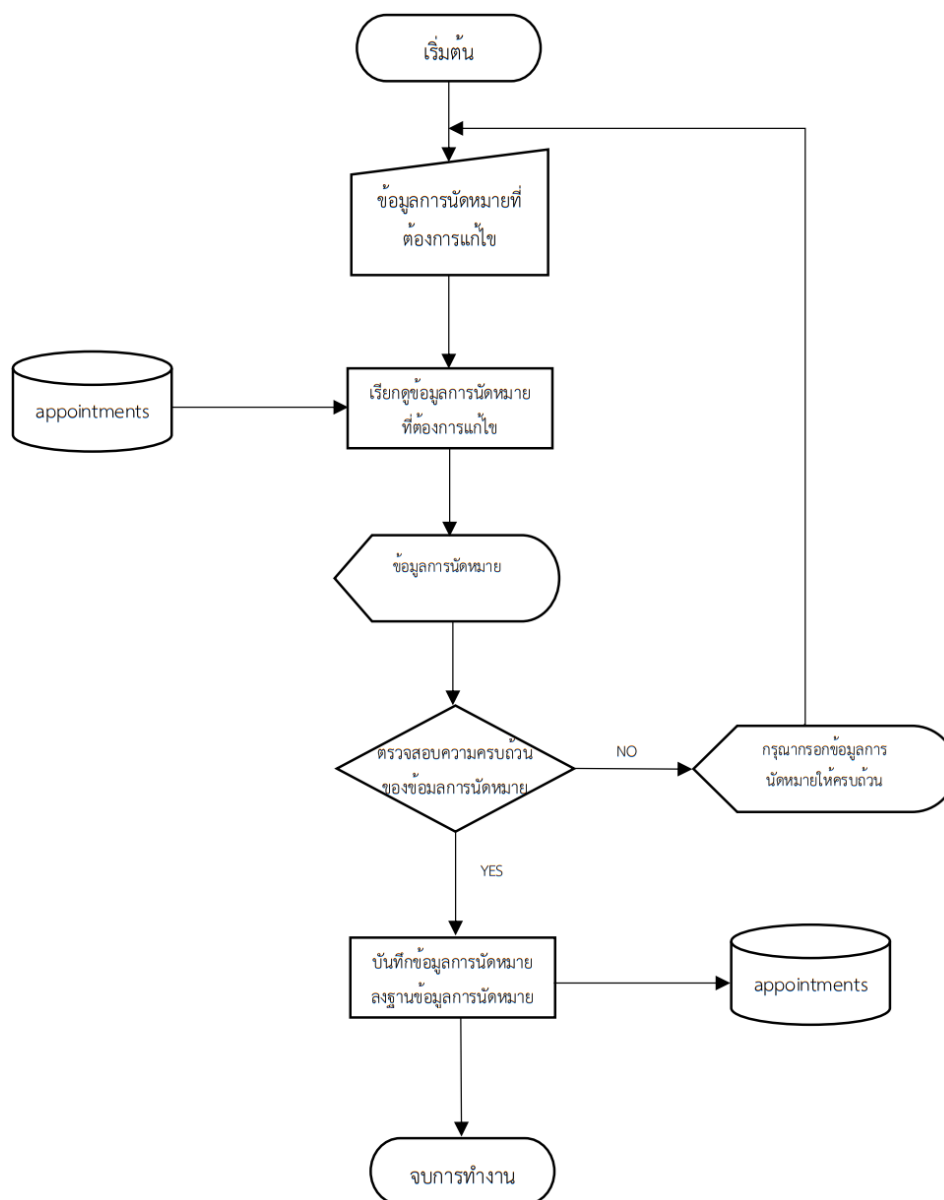 เริ่มต้น
ข้อมูลการนัดหมายที่
ต้องการแก้ไข
appointments
เรียกดูข้อมูลการนัดหมาย
ที่ต้องการแก้ไข
ข้อมูลการนัดหมาย
ตรวจสอบความครบถ้วน
ของข้อมลการนัดหมาย
NO
กรุณากรอกข้อมูลการ
นัดหมายให้ครบถ้วน
YES
บันทึกข้อมูลการนัดหมาย
ลงฐานข้อมูลการนัดหมาย
appointments
จบการทำงาน